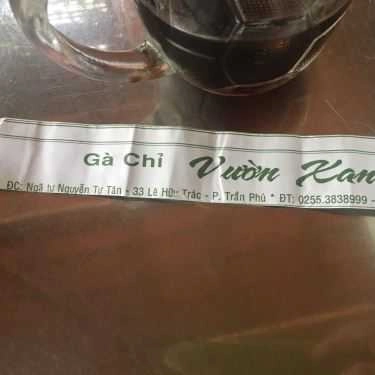 Gà Chỉ Vườn Xan
ĐC: Ngã tư Nguyễn Tự Tân - 33 Lê Hữu Trác - P. Trần Phú * ĐT: 0255.3838999 -